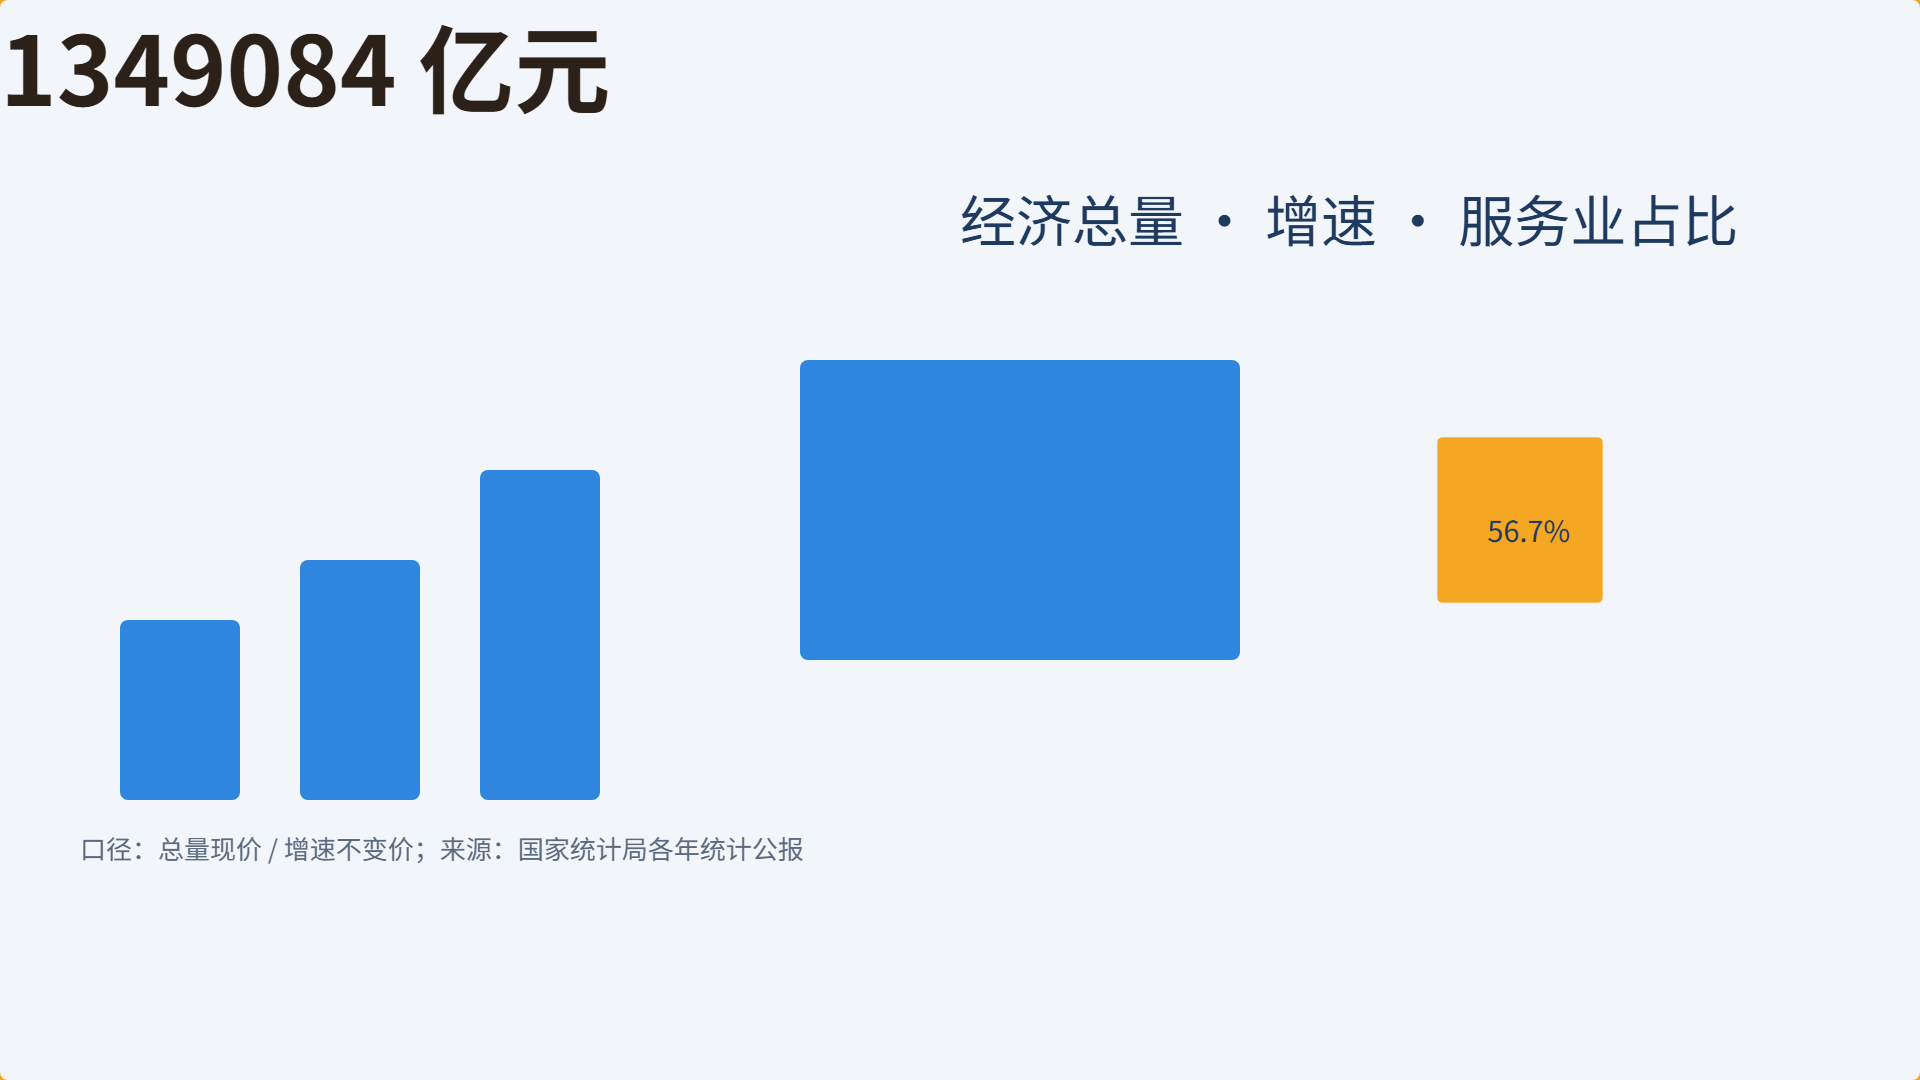 1349084 亿元
经济总量 · 增速 · 服务业占比
56.7%
口径：总量现价 / 增速不变价；来源：国家统计局各年统计公报